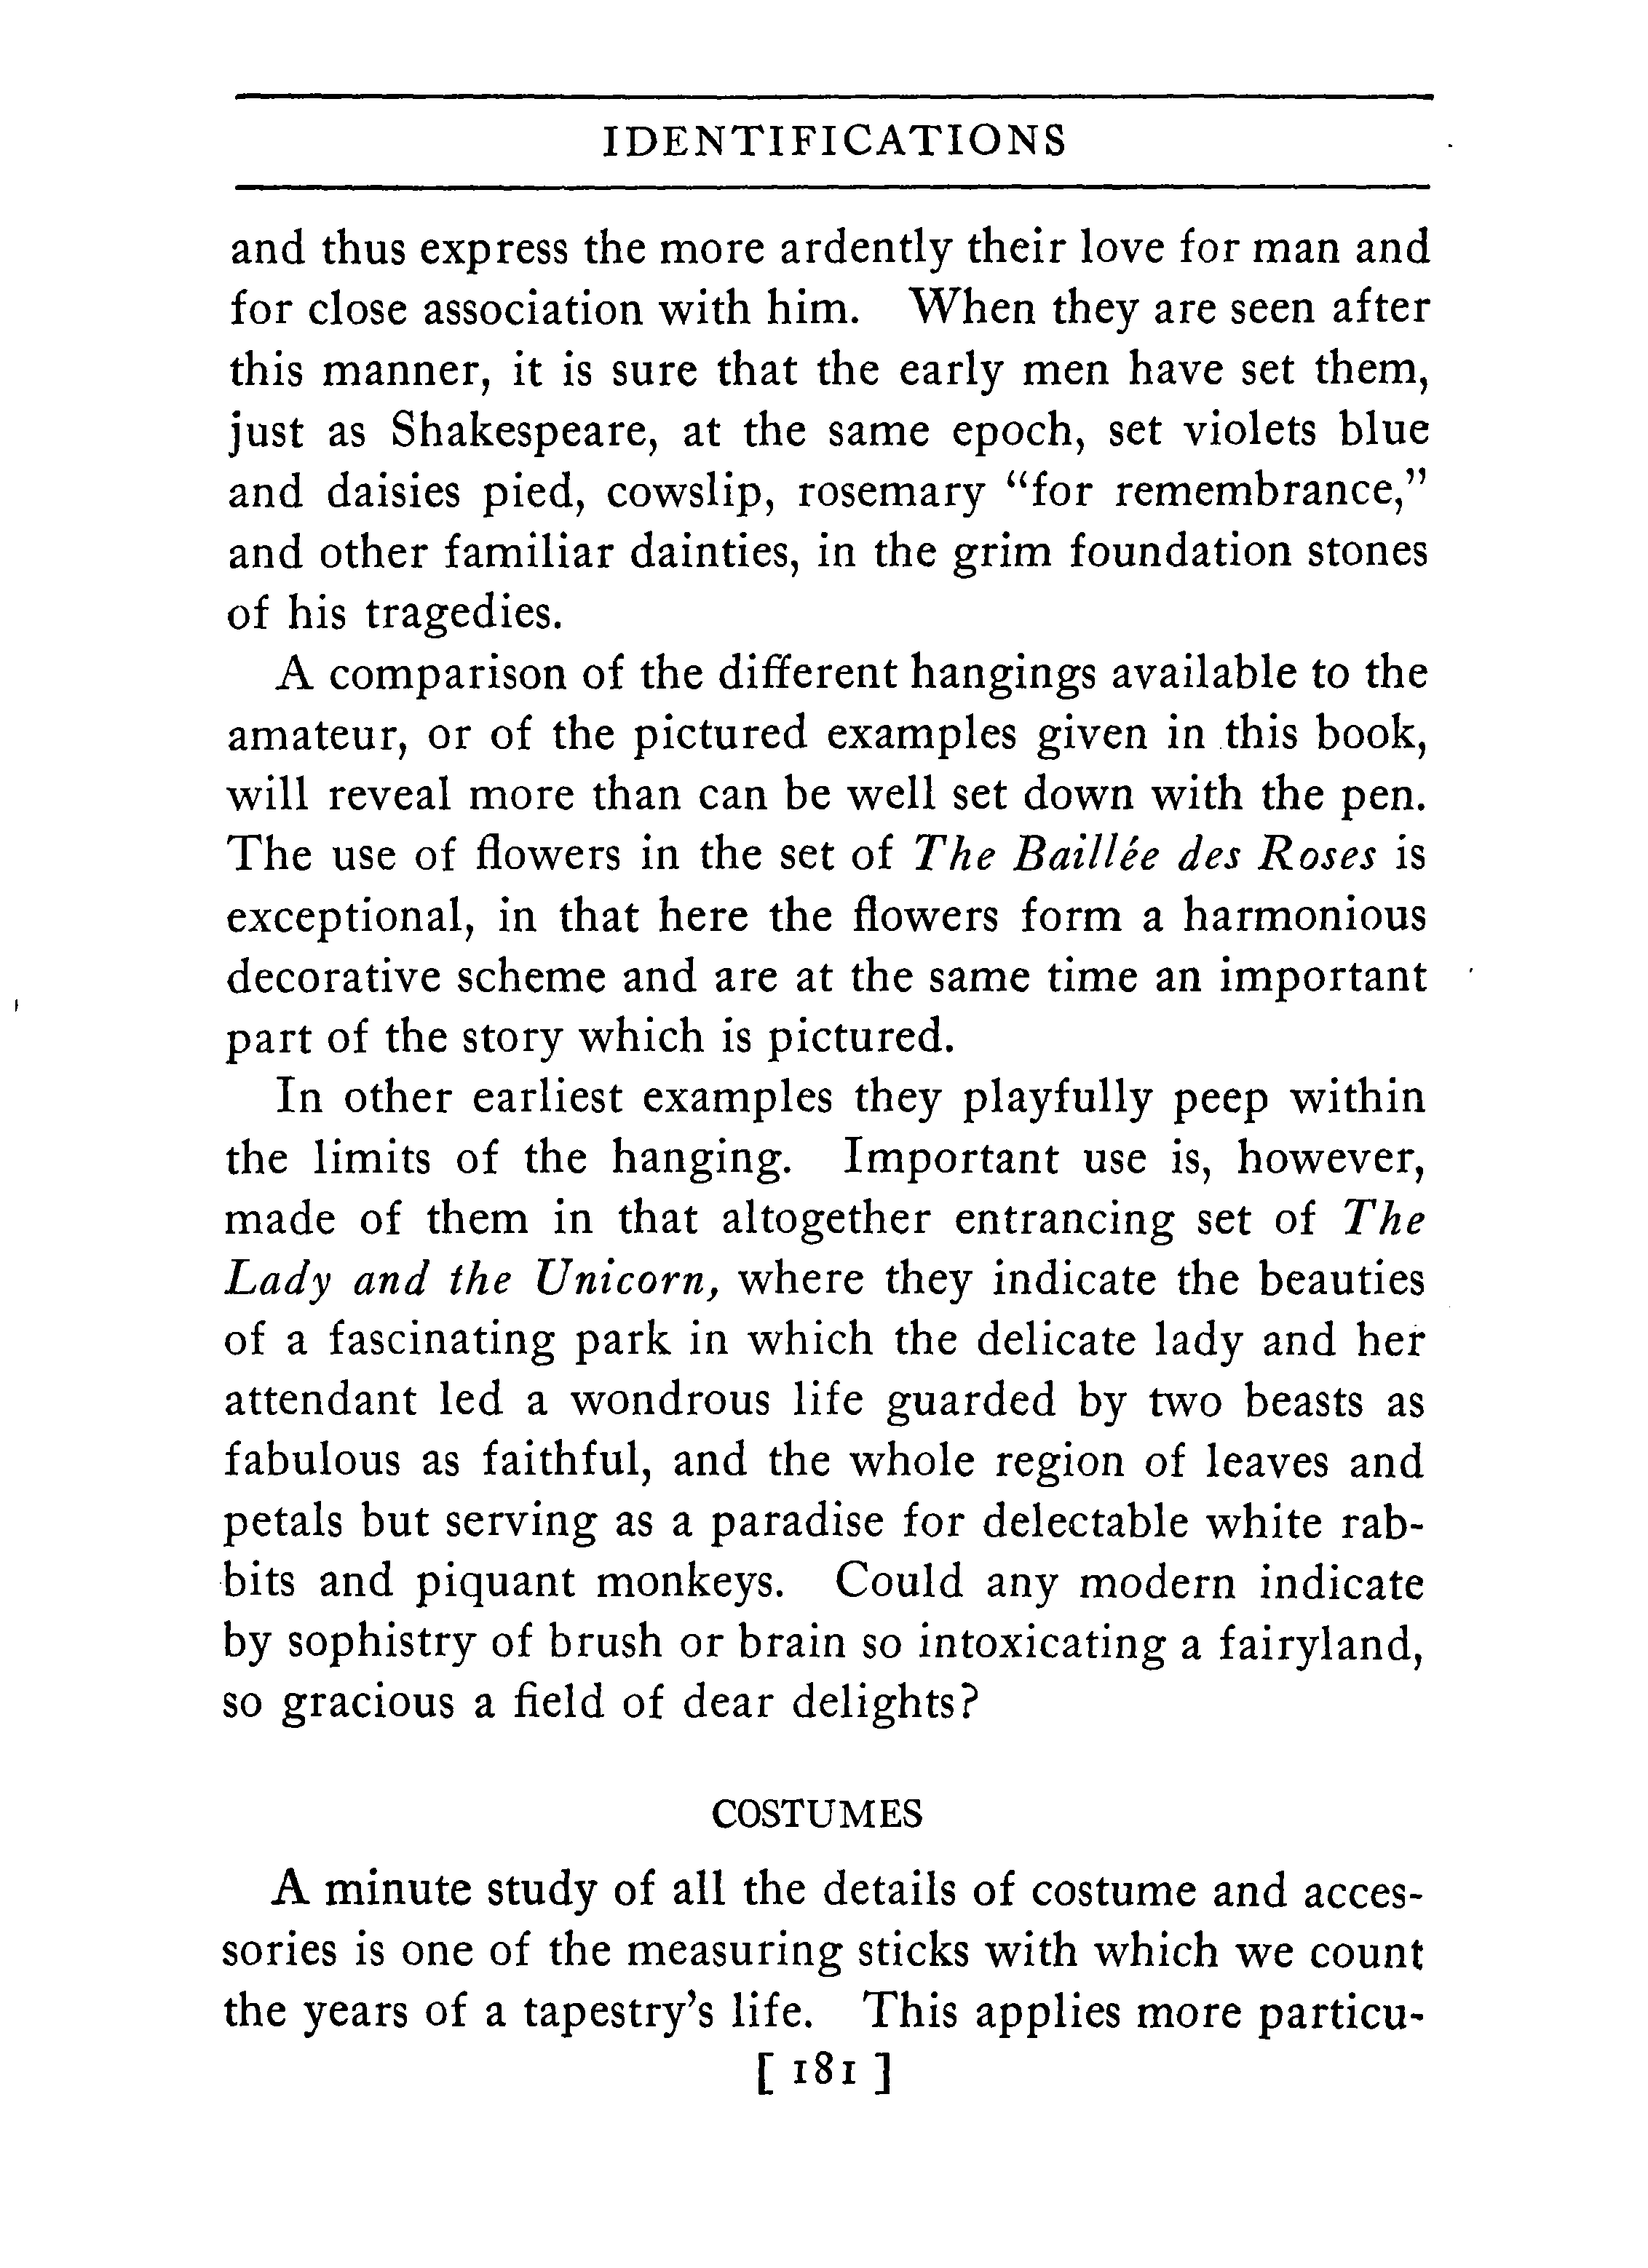 IDENTIFICATIONS
and thus express the more ardently their love for man and
for close association with him. When they are seen after
this manner, it is sure that the early men have set them,
just as Shakespeare, at the same epoch, set violets blue
and daisies pied, cowslip, rosemary “for remembrance,”
and other familiar dainties, in the grim foundation stones
of his tragedies.
A comparison of the different hangings available to the
amateur, or of the pictured examples given in this book,
will reveal more than can be well set down with the pen.
The use of flowers in the set of The Baillée des Roses is
exceptional, in that here the flowers form a harmonious
decorative scheme and are at the same time an important
part of the story which is pictured.
In other earliest examples they playfully peep within
the limits of the hanging. Important use is, however,
made of them in that altogether entrancing set of The
Lady and the Unicorn, where they indicate the beauties
of a fascinating park in which the delicate lady and her
attendant led a wondrous life guarded by two beasts as
fabulous as faithful, and the whole region of leaves and
petals but serving as a paradise for delectable white rab-
bits and piquant monkeys. Could any modern indicate
by sophistry of brush or brain so intoxicating a fairyland,
so gracious a field of dear delights?
COSTUMES
A minute study of all the details of costume and acces-
sories is one of the measuring sticks with which we count
the years of a tapestry’s life. This applies more particu-
[ 181 ]